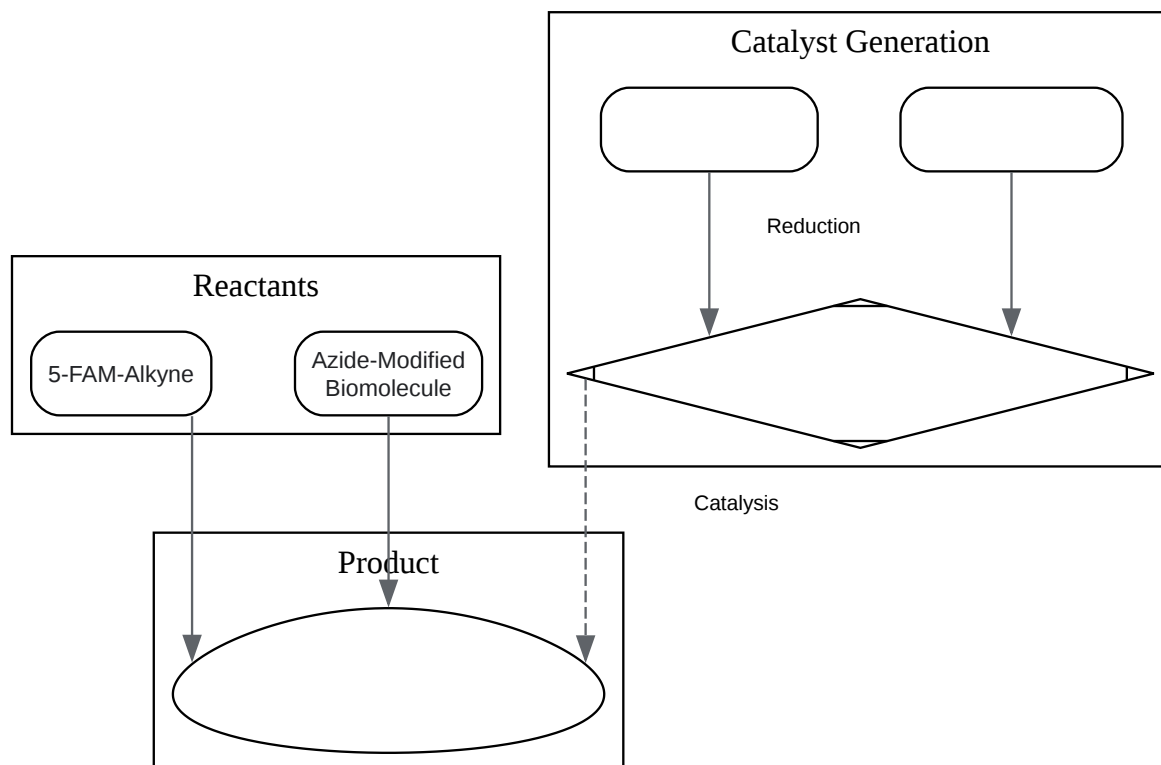 Catalyst Generation
Reduction
Reactants
5-FAM-Alkyne
Azide-Modified
Biomolecule
Catalysis
Product